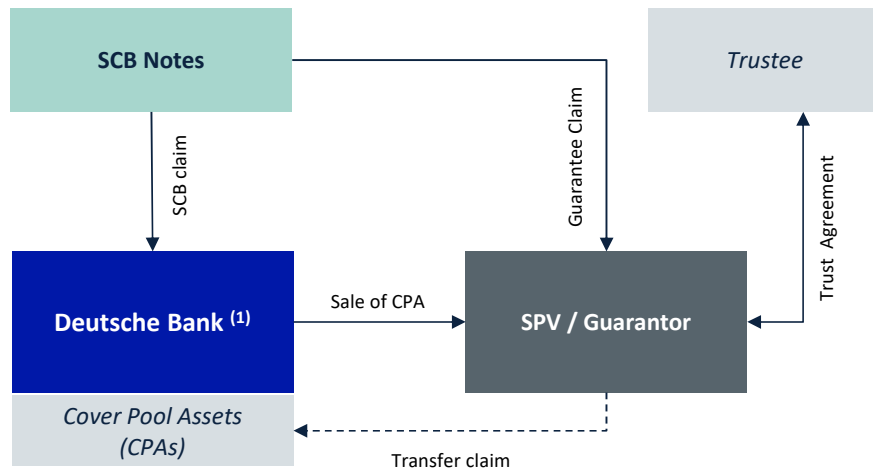 SCB Notes
Trustee
SCB claim
Guarantee Claim
Trust Agreement
Deutsche Bank (1)
Sale of CPA
SPV / Guarantor
Cover Pool Assets
(CPAs)
Transfer claim